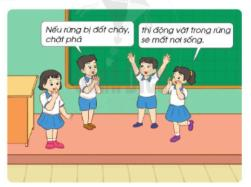 Nếu rừng bị đốt cháy,
chặt phá
thì động vật trong rừng
sẽ mất nơi sống.